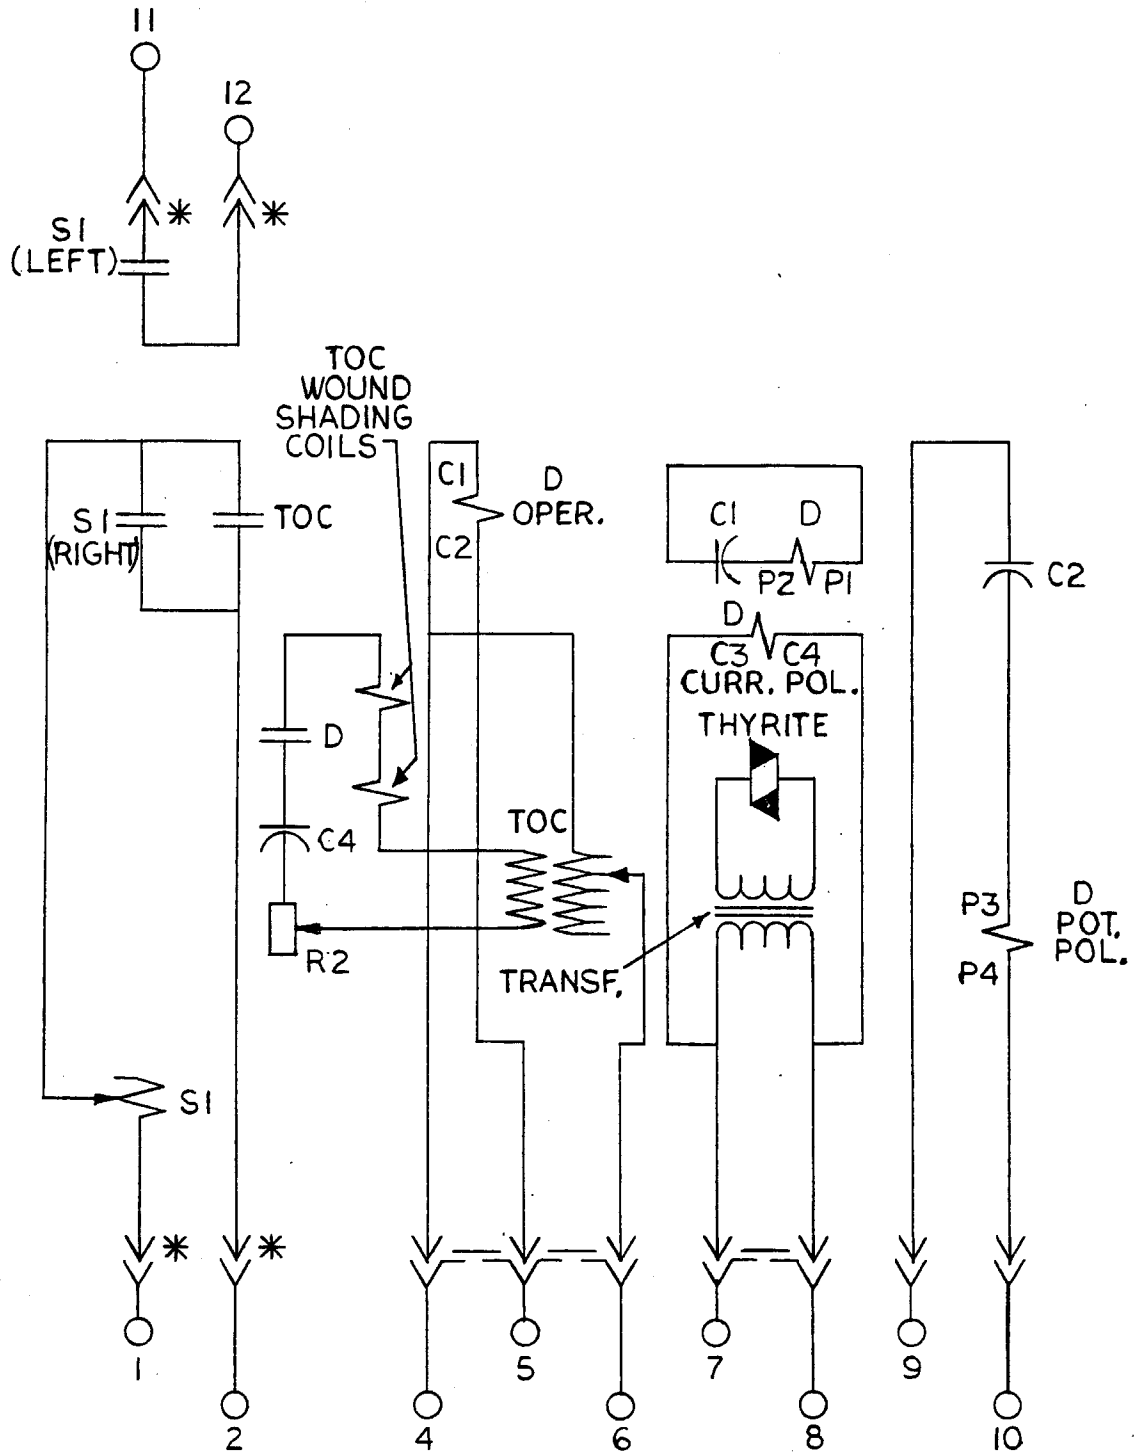 11
12
*
*
S1
(LEFT)
TOC
WOUND
SHADING
COILS
C1
D
OPER.
C2
S1
(RIGHT)
TOC
C1
D
P2
P1
C2
D
C3
C4
CURR. POL.
THYRITE
D
C4
R2
TOC
TRANSF.
P3
P4
D
POT.
POL.
S1
*
*
1
2
4
5
6
7
8
9
10